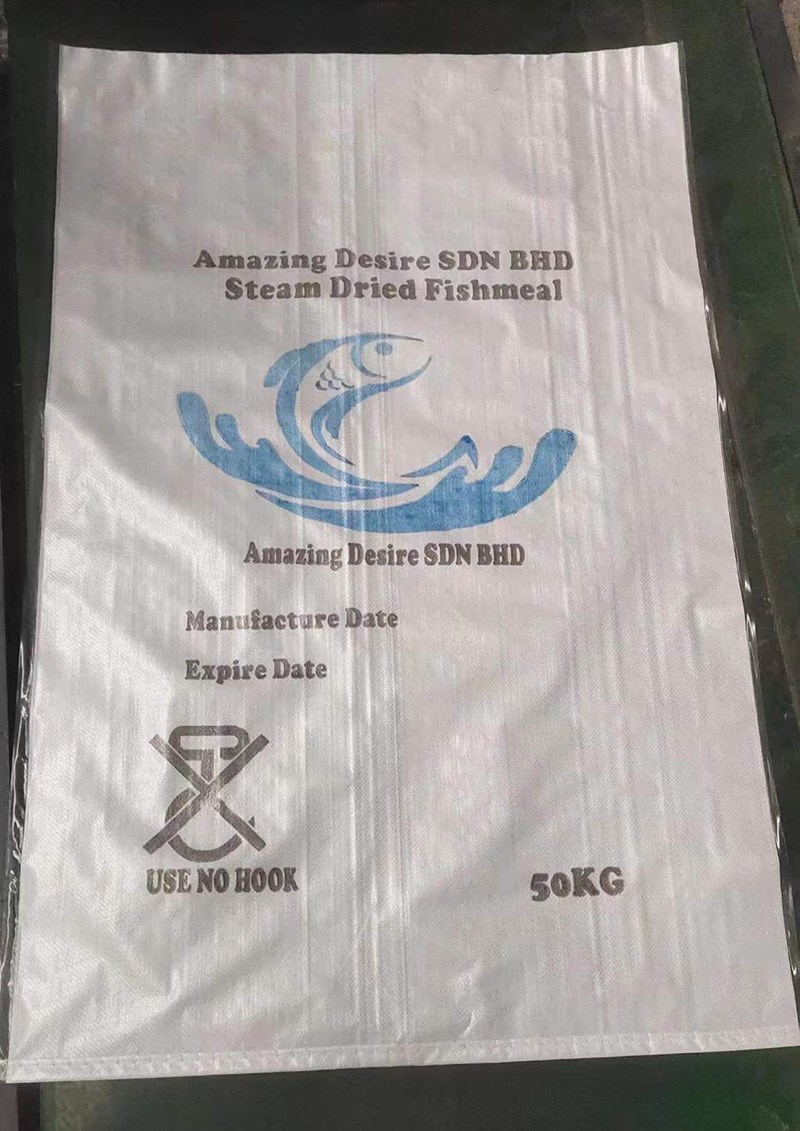 Amazing Desire SDN BHD
Steam Dried Fishmeal
Amazing Desire SDN BHD
Manufacture Date
Expire Date
USE NO HOOK
50KG